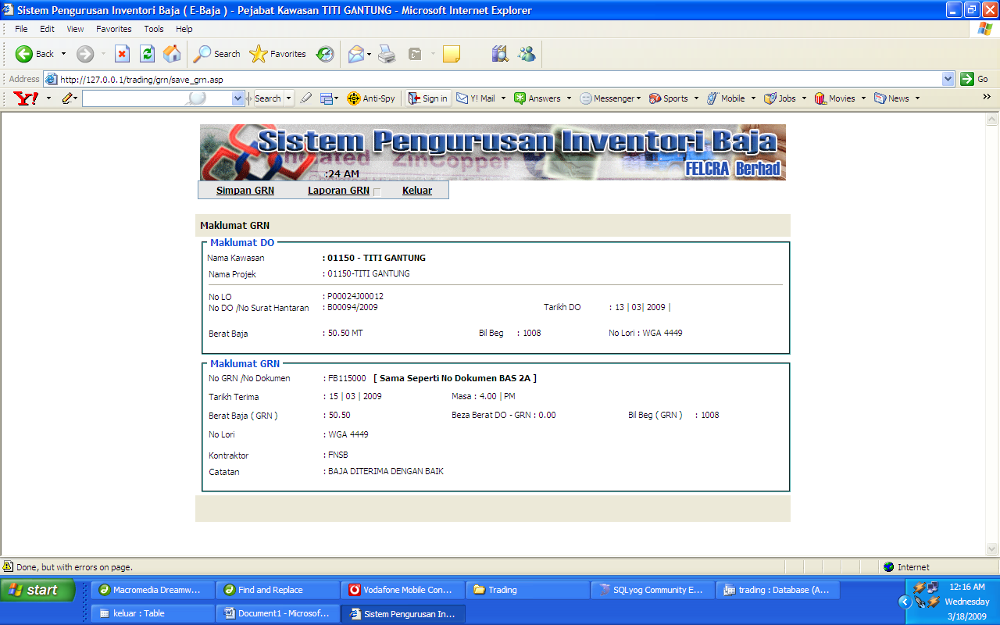 Sistem Pengurusan Inventori Baja ( E-Baja ) - Pejabat Kawasan TITI GANTUNG - Microsoft Internet Explorer
File Edit View Favorites Tools Help
Back Search Favorites
Address http://127.0.0.1/trading/grn/save_grn.asp Go
Y! Search Anti-Spy Sign in Y! Mail Answers Messenger Sports Mobile Jobs Movies News
Sistem Pengurusan Inventori Baja
ZinCopper
FELCRA Berhad
:24 AM
Simpan GRN Laporan GRN Keluar
Maklumat GRN
Maklumat DO
Nama Kawasan : 01150 - TITI GANTUNG
Nama Projek : 01150-TITI GANTUNG
No LO : P00024J00012
No DO /No Surat Hantaran : B00094/2009 Tarikh DO : 13 | 03| 2009 |
Berat Baja : 50.50 MT Bil Beg : 1008 No Lori : WGA 4449
Maklumat GRN
No GRN /No Dokumen : FB115000 [ Sama Seperti No Dokumen BAS 2A ]
Tarikh Terima : 15 | 03 | 2009 Masa : 4.00 | PM
Berat Baja ( GRN ) : 50.50 Beza Berat DO - GRN : 0.00 Bil Beg ( GRN ) : 1008
No Lori : WGA 4449
Kontraktor : FNSB
Catatan : BAJA DITERIMA DENGAN BAIK
Done, but with errors on page. Internet
start Macromedia Dreamw... Find and Replace Vodafone Mobile Con... Trading SQLyog Community E... trading : Database (A... 12:16 AM
keluar : Table Document1 - Microsof... Sistem Pengurusan In... Wednesday
3/18/2009